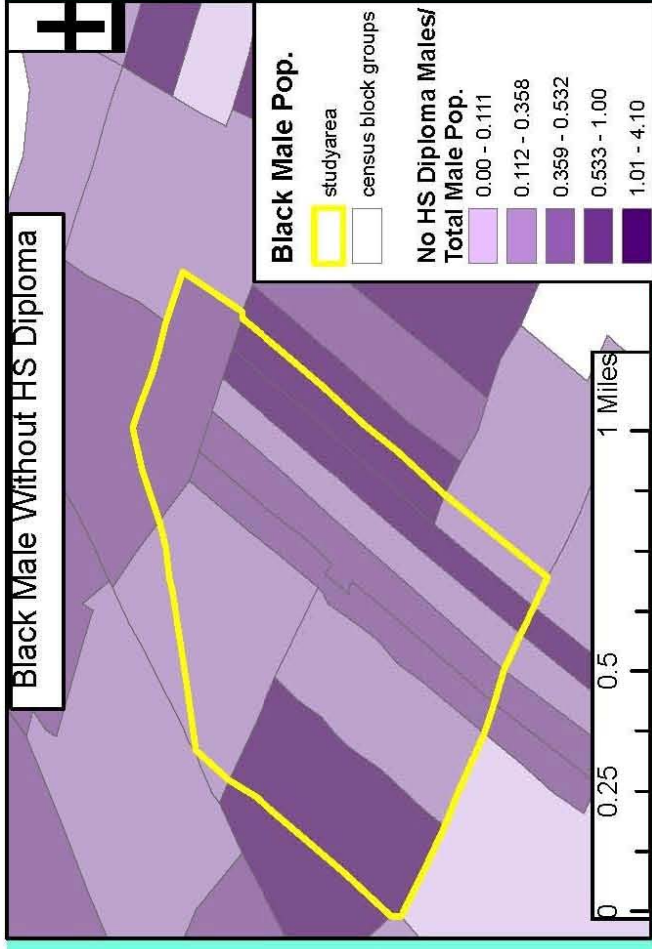 Black Male Without HS Diploma
Black Male Pop.
studyarea
census block groups
No HS Diploma Males/
Total Male Pop.
0.00 - 0.111
0.112 - 0.358
0.359 - 0.532
0.533 - 1.00
1.01 - 4.10
0 0.25 0.5 1 Miles